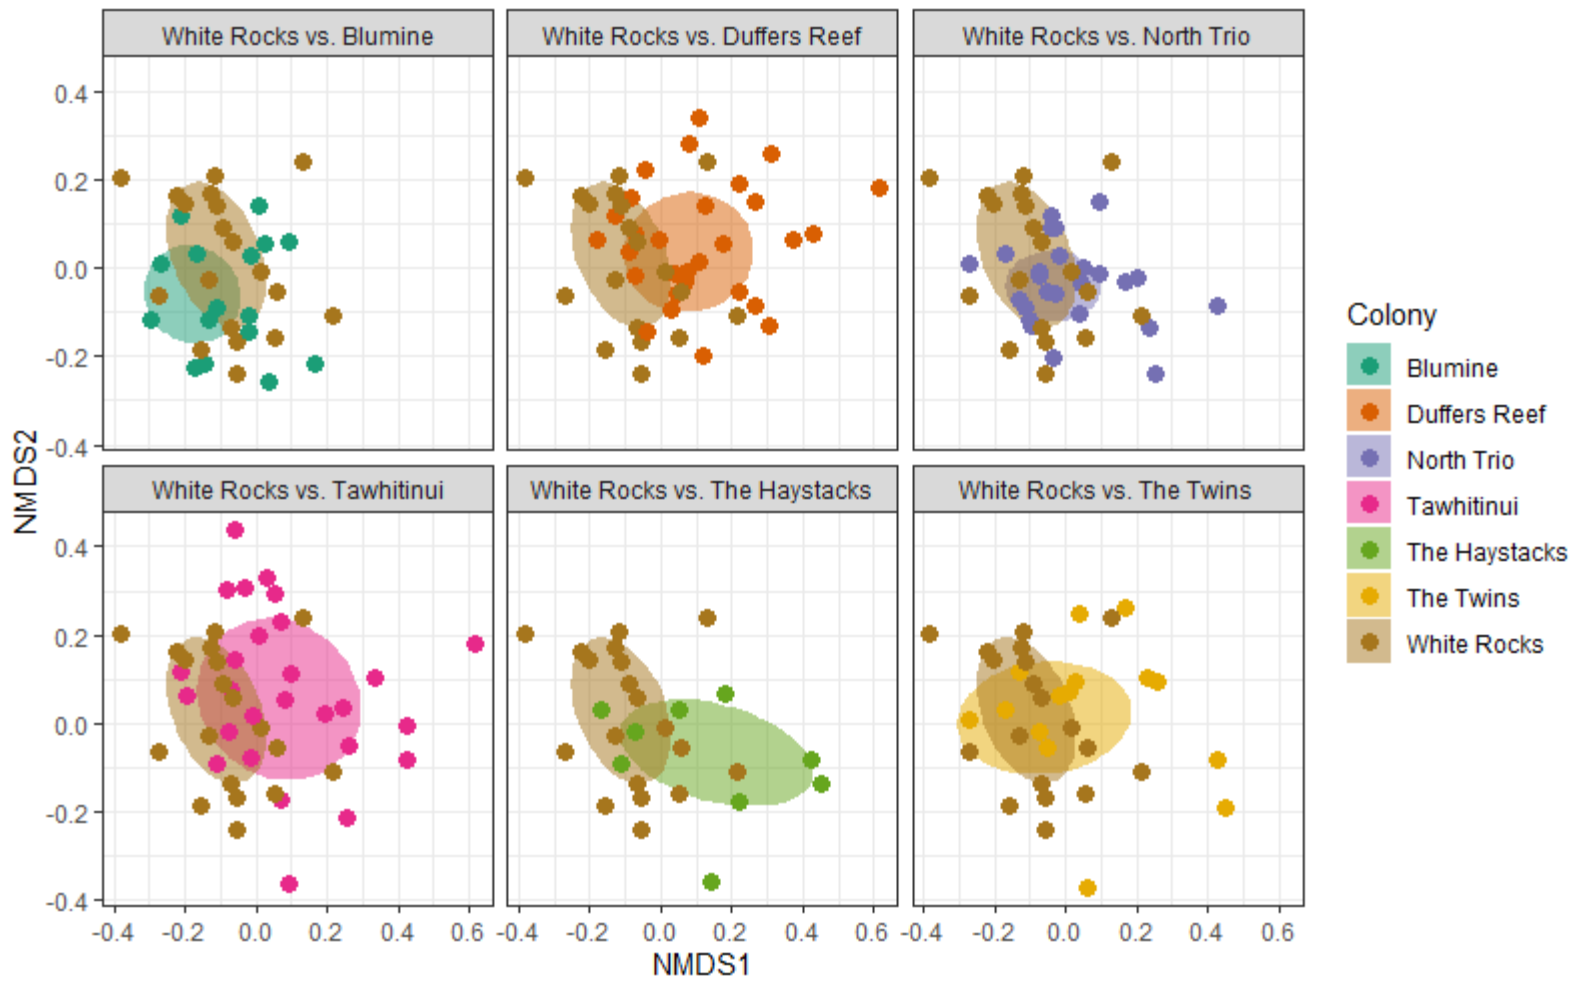 White Rocks vs. Blumine
White Rocks vs. Duffers Reef
White Rocks vs. North Trio
0.4
0.2
0.0
-0.2
-0.4
White Rocks vs. Tawhitinui
White Rocks vs. The Haystacks
White Rocks vs. The Twins
0.4
0.2
0.0
-0.2
-0.4
-0.4 -0.2 0.0 0.2 0.4 0.6
-0.4 -0.2 0.0 0.2 0.4 0.6
-0.4 -0.2 0.0 0.2 0.4 0.6
NMDS1
NMDS2
Colony
Blumine
Duffers Reef
North Trio
Tawhitinui
The Haystacks
The Twins
White Rocks